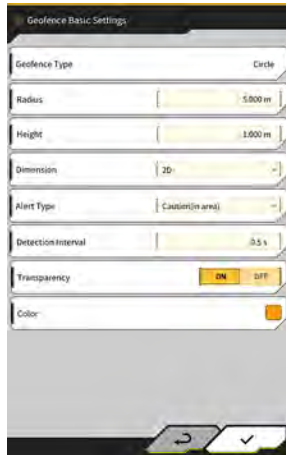 Geofence Basic Settings
Geofence Type Circle
Radius 5.000 m
Height 1.000 m
Dimension 2D
Alert Type Caution(in area)
Detection Interval 0.5 s
Transparency ON OFF
Color